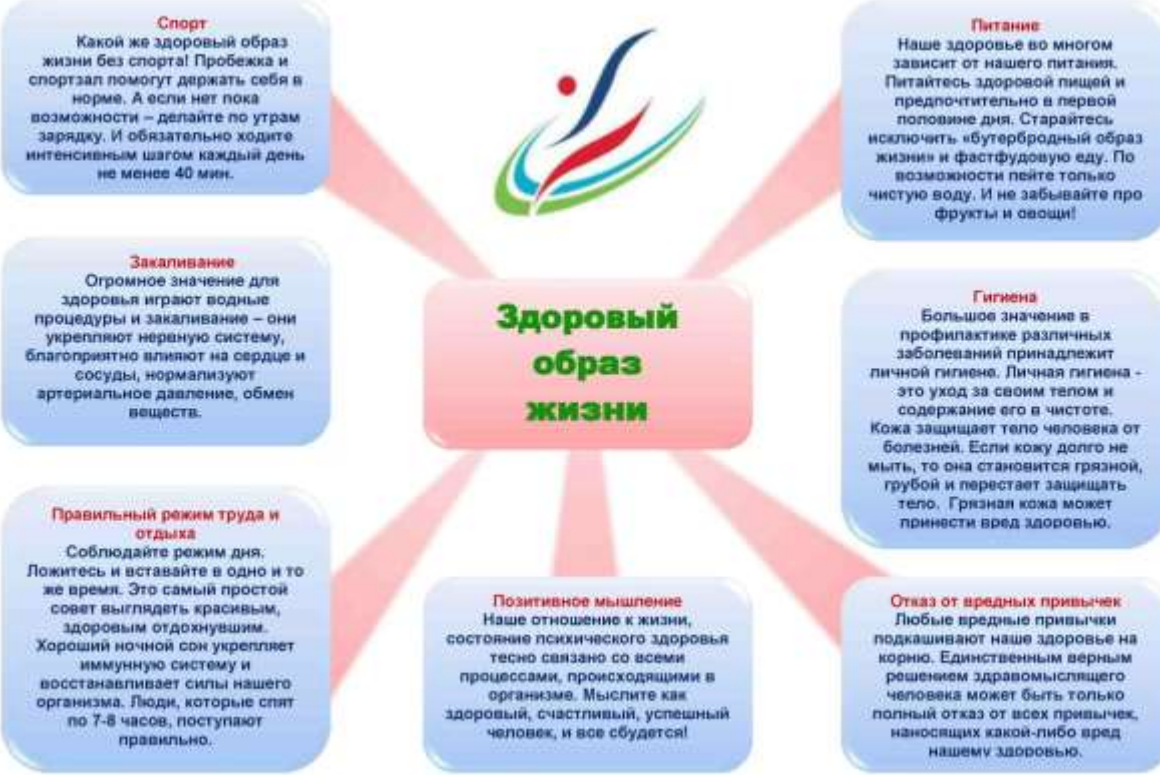 Спорт
Какой же здоровый образ
жизни без спорта! Пробежка и
спортзал помогут держать себя в
норме. А если нет пока
возможности – делайте по утрам
зарядку. И обязательно ходите
интенсивным шагом каждый день
не менее 40 мин.
Закаливание
Огромное значение для
здоровья играют водные
процедуры и закаливание – они
укрепляют нервную систему,
благоприятно влияют на сердце и
сосуды, нормализуют
артериальное давление, обмен
веществ.
Правильный режим труда и
отдыха
Соблюдайте режим дня.
Ложитесь и вставайте в одно и то
же время. Это самый простой
совет выглядеть красивым,
здоровым отдохнувшим.
Хороший ночной сон укрепляет
иммунную систему и
восстанавливает силы нашего
организма. Люди, которые спят
по 7-8 часов, поступают
правильно.
Здоровый
образ
жизни
Позитивное мышление
Наше отношение к жизни,
состояние психического здоровья
тесно связано со всеми
процессами, происходящими в
организме. Мыслите как
здоровый, счастливый, успешный
человек, и все сбудется!
Питание
Наше здоровье во многом
зависит от нашего питания.
Питайтесь здоровой пищей и
предпочтительно в первой
половине дня. Старайтесь
исключить «бутербродный образ
жизни» и фастфудовую еду. По
возможности пейте только
чистую воду. И не забывайте про
фрукты и овощи!
Гигиена
Большое значение в
профилактике различных
заболеваний принадлежит
личной гигиене. Личная гигиена -
это уход за своим телом и
содержание его в чистоте.
Кожа защищает тело человека от
болезней. Если кожу долго не
мыть, то она становится грязной,
грубой и перестает защищать
тело. Грязная кожа может
принести вред здоровью.
Отказ от вредных привычек
Любые вредные привычки
подкашивают наше здоровье на
корню. Единственным верным
решением здравомыслящего
человека может быть только
полный отказ от всех привычек,
наносящих какой-либо вред
нашему здоровью.